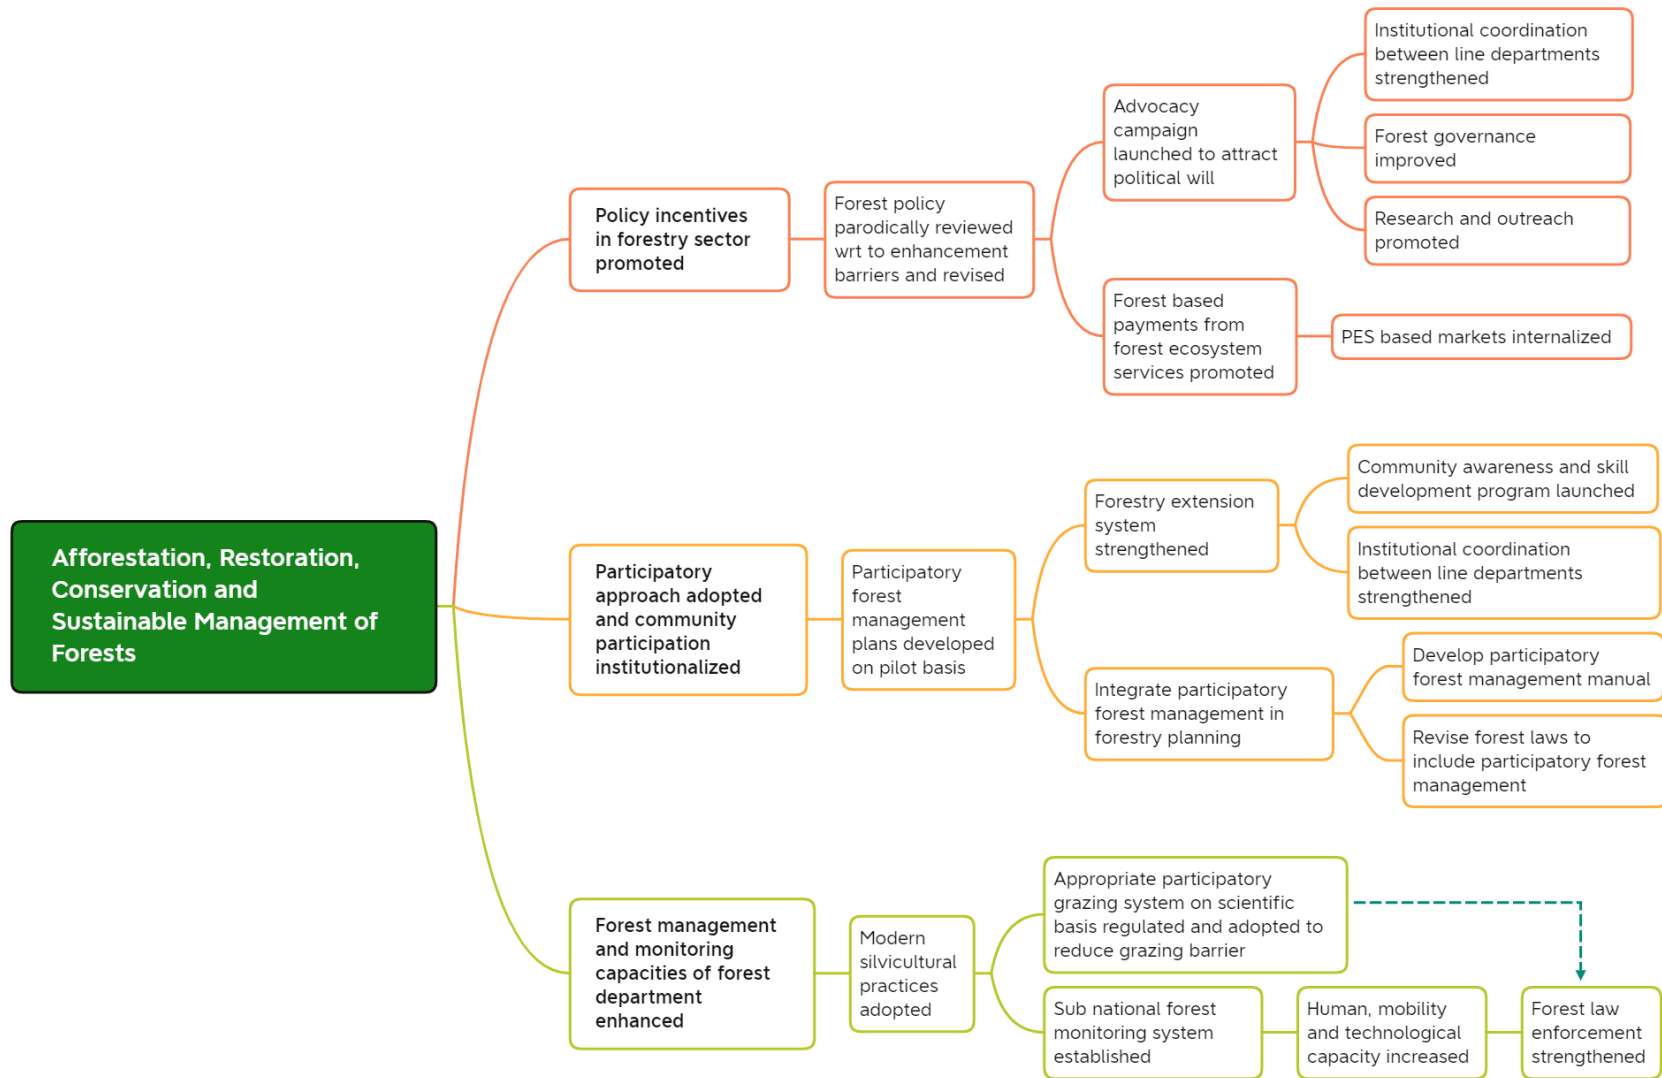 Afforestation, Restoration,
Conservation and
Sustainable Management of
Forests
Policy incentives
in forestry sector
promoted
Forest policy
parodically reviewed
wrt to enhancement
barriers and revised
Advocacy
campaign
launched to attract
political will
Institutional coordination
between line departments
strengthened
Forest governance
improved
Research and outreach
promoted
Forest based
payments from
forest ecosystem
services promoted
PES based markets internalized
Participatory
approach adopted
and community
participation
institutionalized
Participatory
forest
management
plans developed
on pilot basis
Forestry extension
system
strengthened
Community awareness and skill
development program launched
Institutional coordination
between line departments
strengthened
Integrate participatory
forest management in
forestry planning
Develop participatory
forest management manual
Revise forest laws to
include participatory forest
management
Forest management
and monitoring
capacities of forest
department
enhanced
Modern
silvicultural
practices
adopted
Appropriate participatory
grazing system on scientific
basis regulated and adopted to
reduce grazing barrier
Sub national forest
monitoring system
established
Human, mobility
and technological
capacity increased
Forest law
enforcement
strengthened